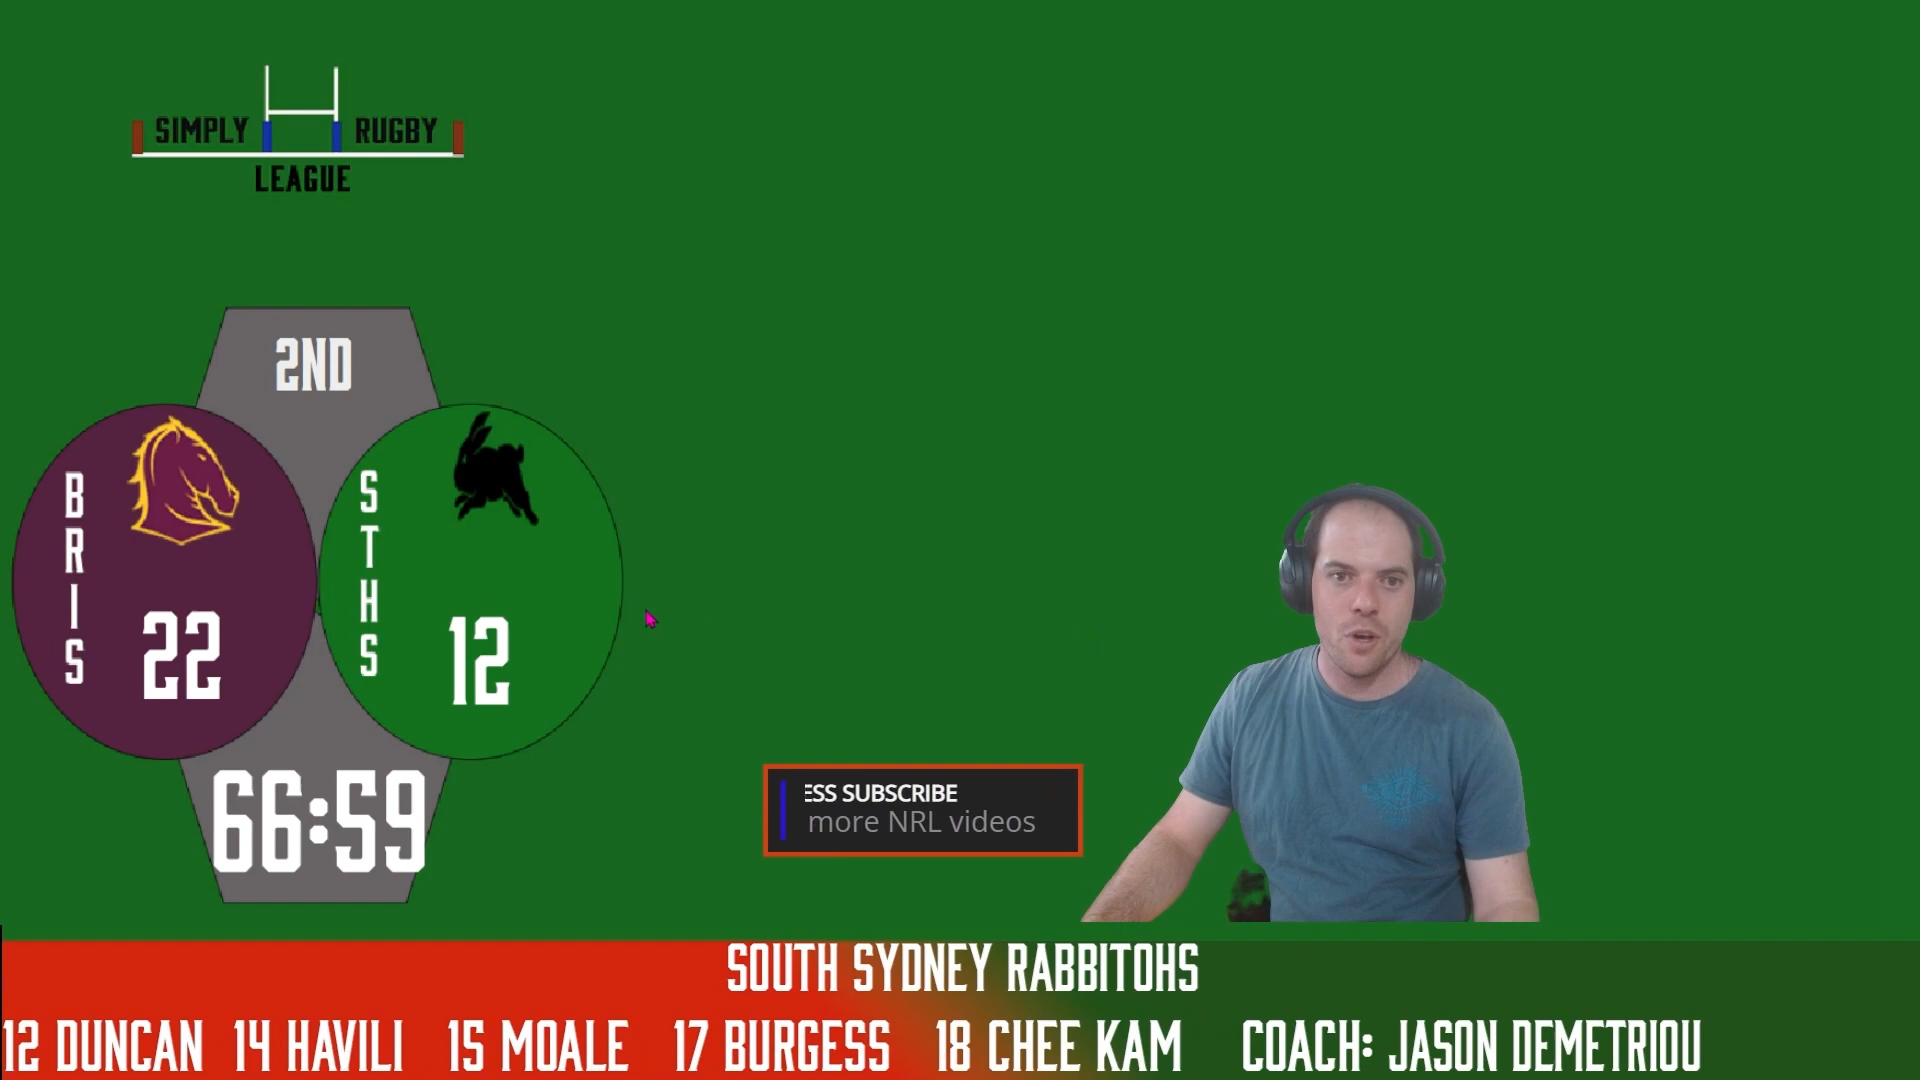 SIMPLY RUGBY
LEAGUE
2ND
BRIS
22
STHS
12
66:59
ESS SUBSCRIBE
more NRL videos
SOUTH SYDNEY RABBITOHS
12 DUNCAN 14 HAVILI 15 MOALE 17 BURGESS 18 CHEE KAM COACH: JASON DEMETRIOU